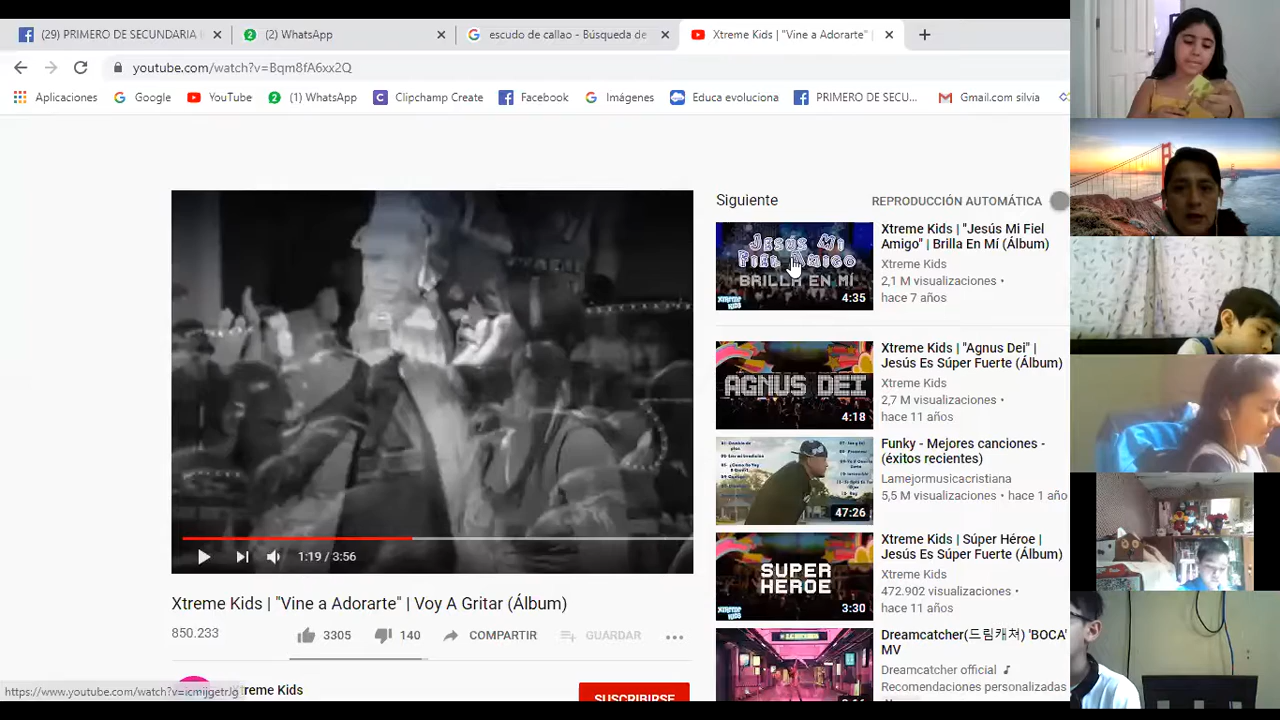 (29) PRIMERO DE SECUNDARIA
(2) WhatsApp
escudo de callao - Búsqueda de
Xtreme Kids | "Vine a Adorarte" |
youtube.com/watch?v=Bqm8fA6xx2Q
Aplicaciones
Google
YouTube
(1) WhatsApp
Clipchamp Create
Facebook
Imágenes
Educa evoluciona
PRIMERO DE SECU...
Gmail.com silvia
1:19 / 3:56
Xtreme Kids | "Vine a Adorarte" | Voy A Gritar (Álbum)
850.233
3305
140
COMPARTIR
GUARDAR
treme Kids
SUSCRIBIRSE
Siguiente
REPRODUCCIÓN AUTOMÁTICA
JESÚS MI
FIEL AMIGO
BRILLA EN MÍ
XTREME KIDS
4:35
Xtreme Kids | "Jesús Mi Fiel
Amigo" | Brilla En Mí (Álbum)
Xtreme Kids
2,1 M visualizaciones •
hace 7 años
AGNUS DEI
4:18
Xtreme Kids | "Agnus Dei" |
Jesús Es Súper Fuerte (Álbum)
Xtreme Kids
2,7 M visualizaciones •
hace 11 años
47:26
Funky - Mejores canciones -
(éxitos recientes)
Lamejormusicacristiana
5,5 M visualizaciones • hace 1 año
SUPER
HEROE
XTREME KIDS
3:30
Xtreme Kids | Súper Héroe |
Jesús Es Súper Fuerte (Álbum)
Xtreme Kids
472.902 visualizaciones •
hace 11 años
Dreamcatcher(드림캐쳐) 'BOCA'
MV
Dreamcatcher official
Recomendaciones personalizadas